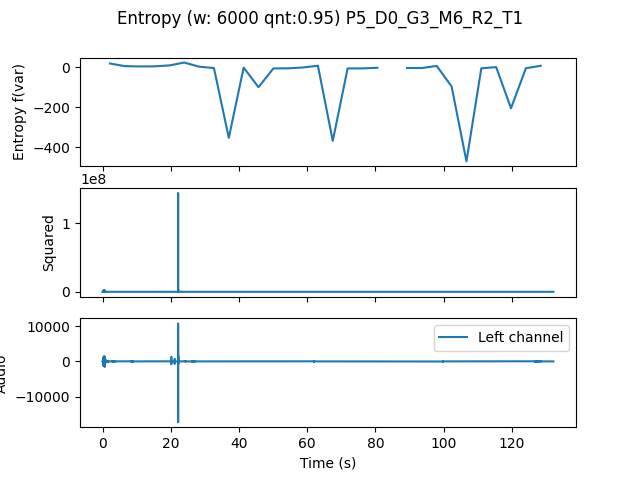 Entropy (w: 6000 qnt:0.95) P5_D0_G3_M6_R2_T1
Entropy f(var)
0
−200
−400
1e8
Squared
1
0
Audio
10000
0
−10000
Left channel
0 20 40 60 80 100 120
Time (s)